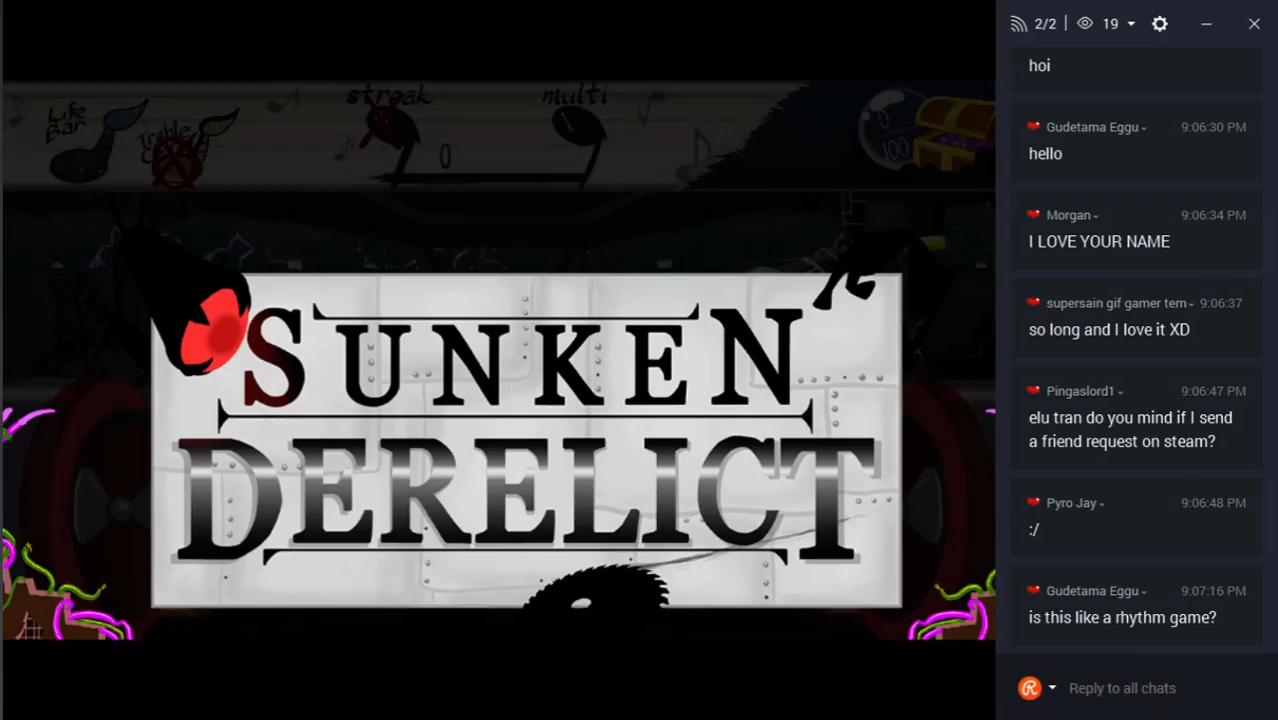 Life
Bar
Treble
streak
0
multi
1
100
SUNKEN
DERELICT
2/2 | 19
hoi
Gudetama Eggu 9:06:30 PM
hello
Morgan 9:06:34 PM
I LOVE YOUR NAME
supersain gif gamer tem 9:06:37
so long and I love it XD
Pingaslord1 9:06:47 PM
elu tran do you mind if I send
a friend request on steam?
Pyro Jay 9:06:48 PM
:/
Gudetama Eggu 9:07:16 PM
is this like a rhythm game?
Reply to all chats